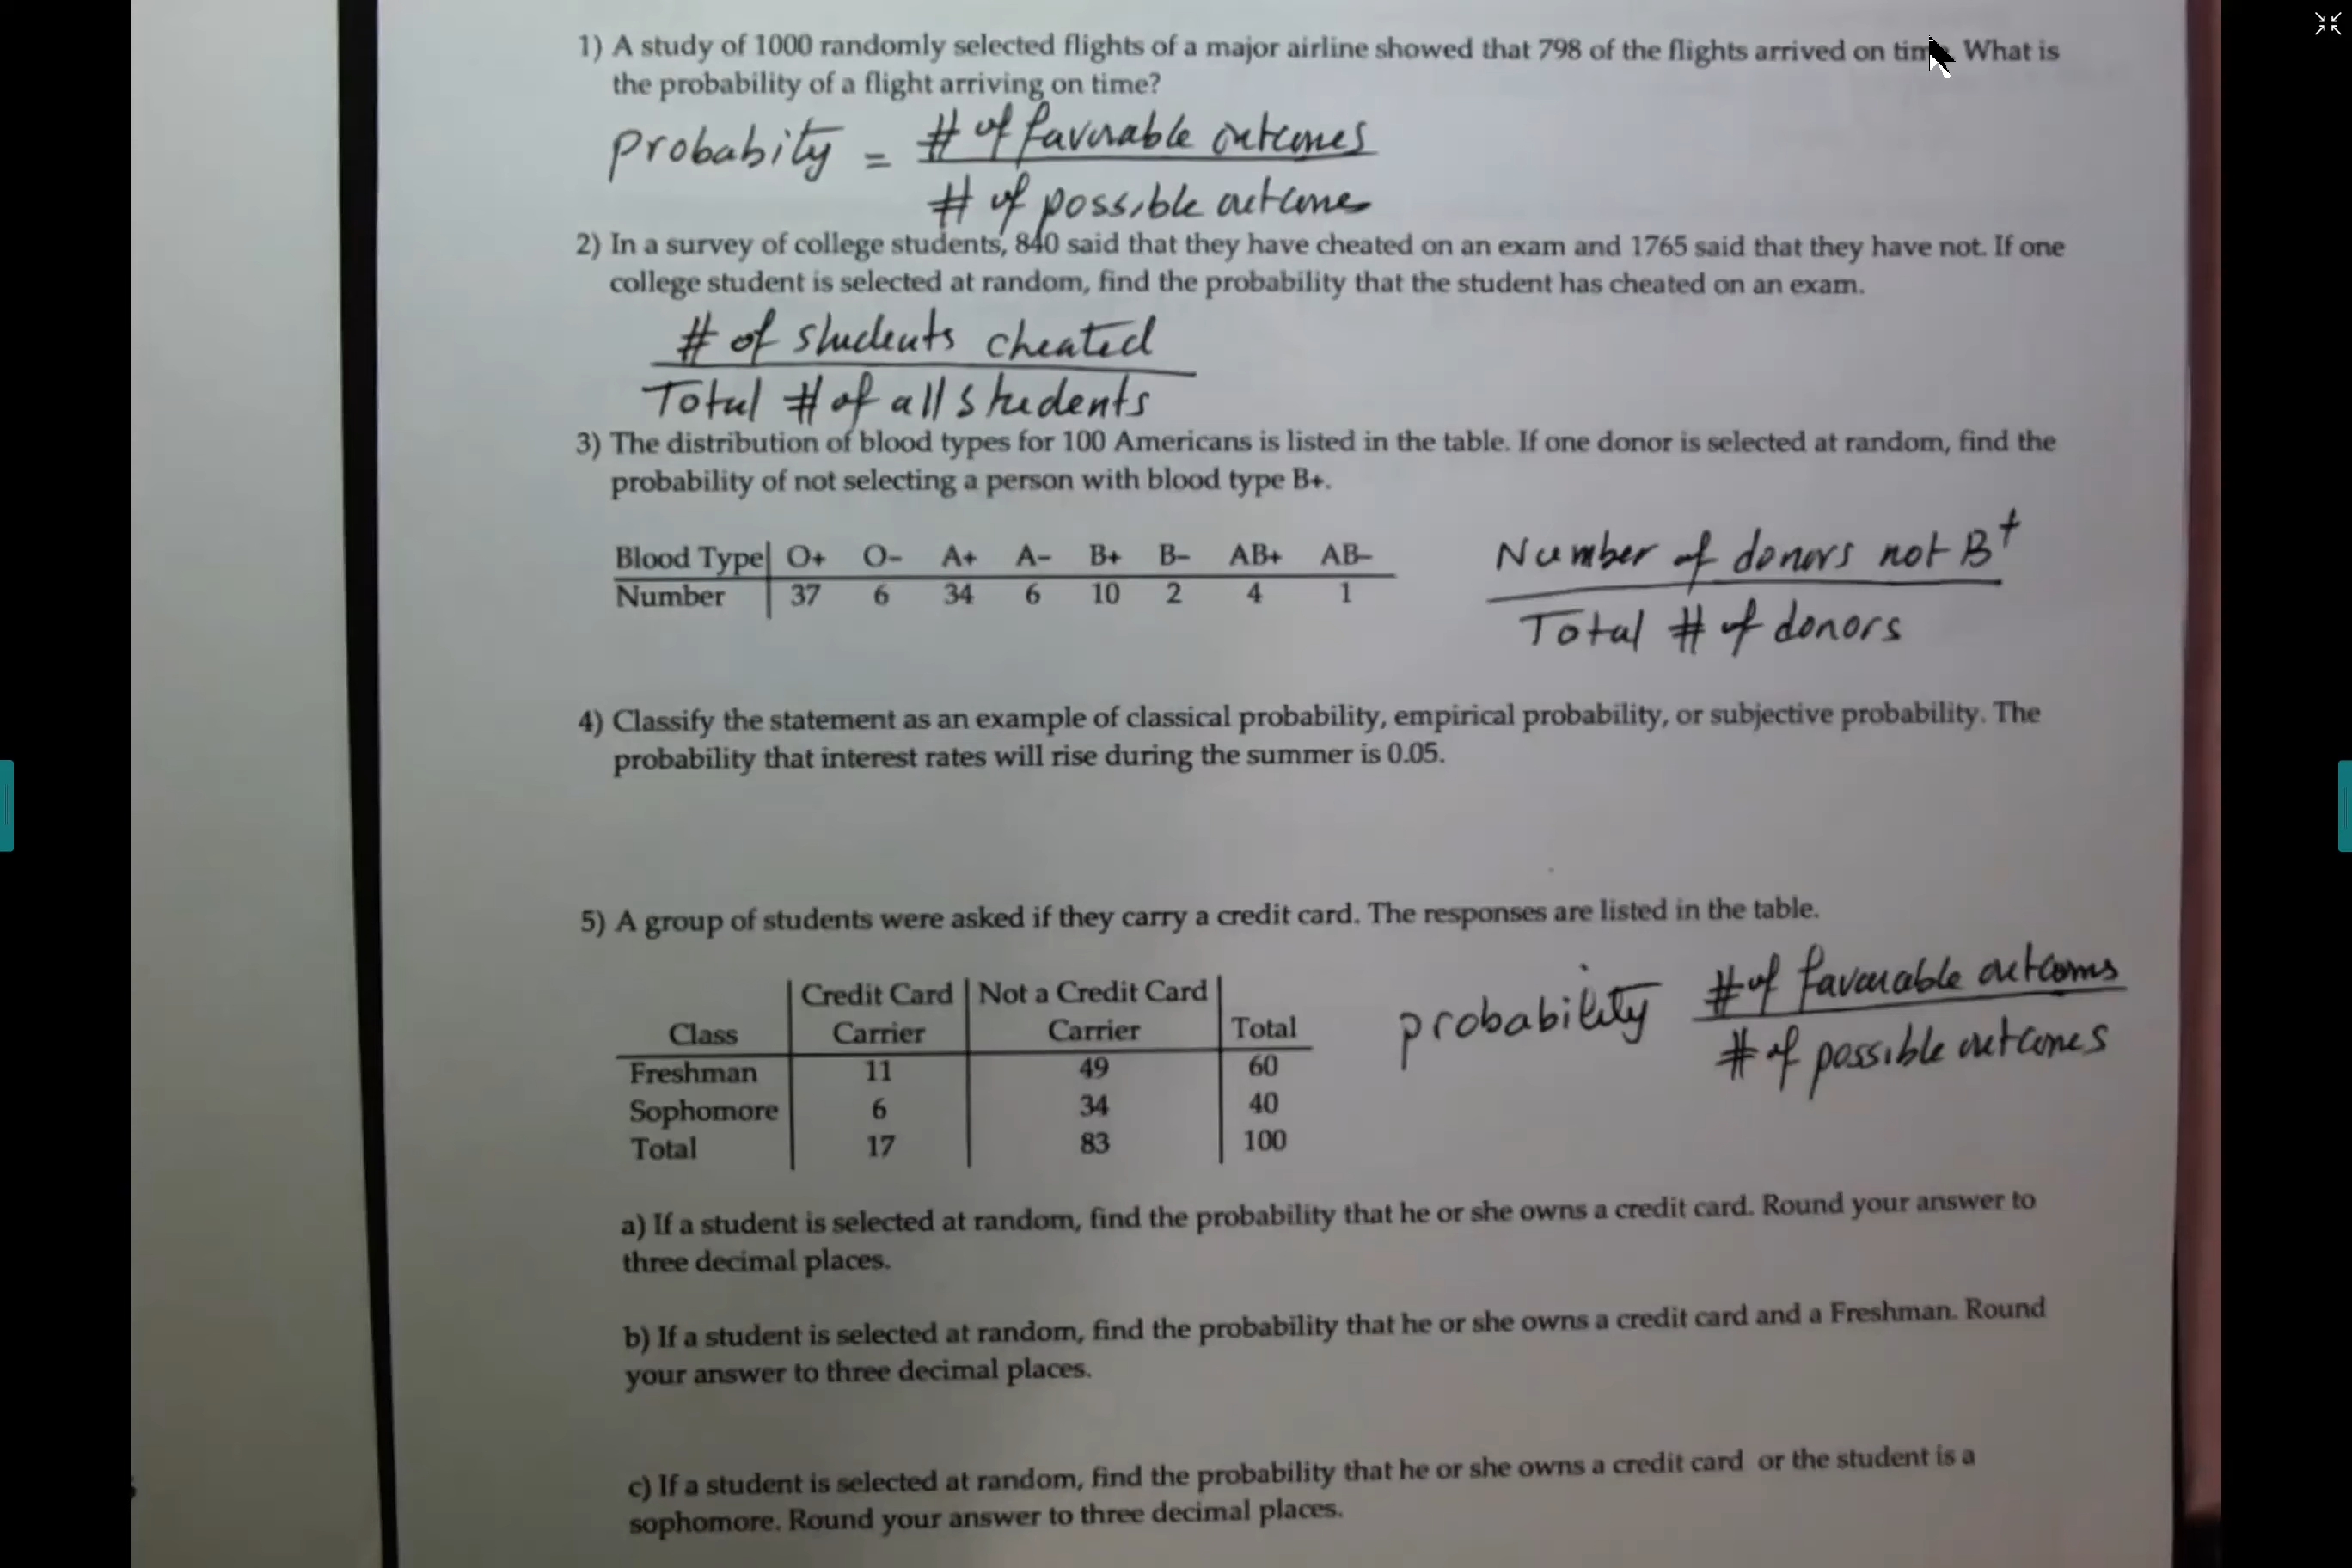 1) A study of 1000 randomly selected flights of a major airline showed that 798 of the flights arrived on time. What is
the probability of a flight arriving on time?
Probabity = # of favorable outcomes
# of possible outcomes
2) In a survey of college students, 840 said that they have cheated on an exam and 1765 said that they have not. If one
college student is selected at random, find the probability that the student has cheated on an exam.
# of students cheated
Total # of all students
3) The distribution of blood types for 100 Americans is listed in the table. If one donor is selected at random, find the
probability of not selecting a person with blood type B+.
Blood Type O+ O- A+ A- B+ B- AB+ AB-
Number 37 6 34 6 10 2 4 1
Number of donors not B+
Total # of donors
4) Classify the statement as an example of classical probability, empirical probability, or subjective probability. The
probability that interest rates will rise during the summer is 0.05.
5) A group of students were asked if they carry a credit card. The responses are listed in the table.
Credit Card Not a Credit Card
Class Carrier Carrier Total
Freshman 11 49 60
Sophomore 6 34 40
Total 17 83 100
probability # of favorable outcoms
# of possible outcomes
a) If a student is selected at random, find the probability that he or she owns a credit card. Round your answer to
three decimal places.
b) If a student is selected at random, find the probability that he or she owns a credit card and a Freshman. Round
your answer to three decimal places.
c) If a student is selected at random, find the probability that he or she owns a credit card or the student is a
sophomore. Round your answer to three decimal places.